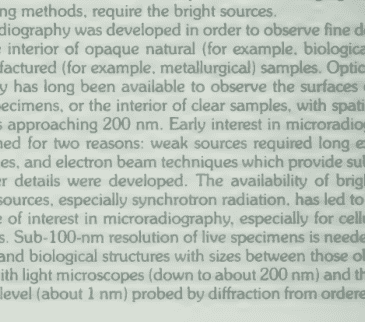 ng methods, require the bright sources.
diography was developed in order to observe fine d
interior of opaque natural (for example, biologica
factured (for example, metallurgical) samples. Optic
y has long been available to observe the surfaces
ecimens, or the interior of clear samples, with spati
s approaching 200 nm. Early interest in microradio
ned for two reasons: weak sources required long e
es, and electron beam techniques which provide su
r details were developed. The availability of brig
sources, especially synchrotron radiation, has led to
e of interest in microradiography, especially for cell
s. Sub-100-nm resolution of live specimens is neede
and biological structures with sizes between those o
ith light microscopes (down to about 200 nm) and th
level (about 1 nm) probed by diffraction from ordere